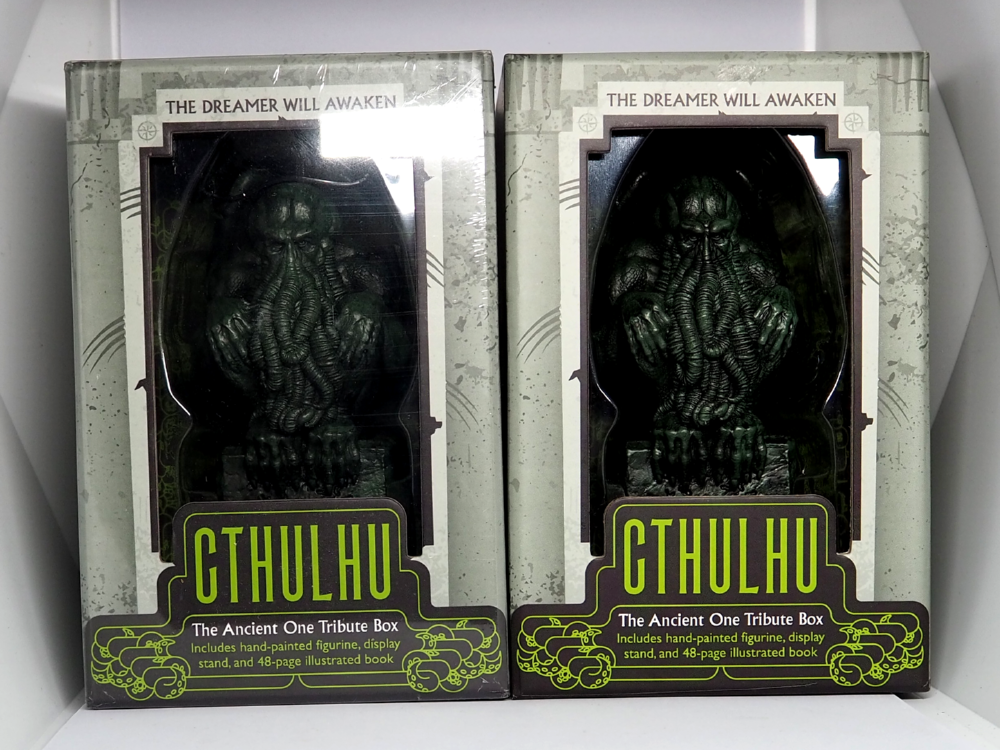 THE DREAMER WILL AWAKEN
CTHULHU
The Ancient One Tribute Box
Includes hand-painted figurine, display
stand, and 48-page illustrated book
THE DREAMER WILL AWAKEN
CTHULHU
The Ancient One Tribute Box
Includes hand-painted figurine, display
stand, and 48-page illustrated book